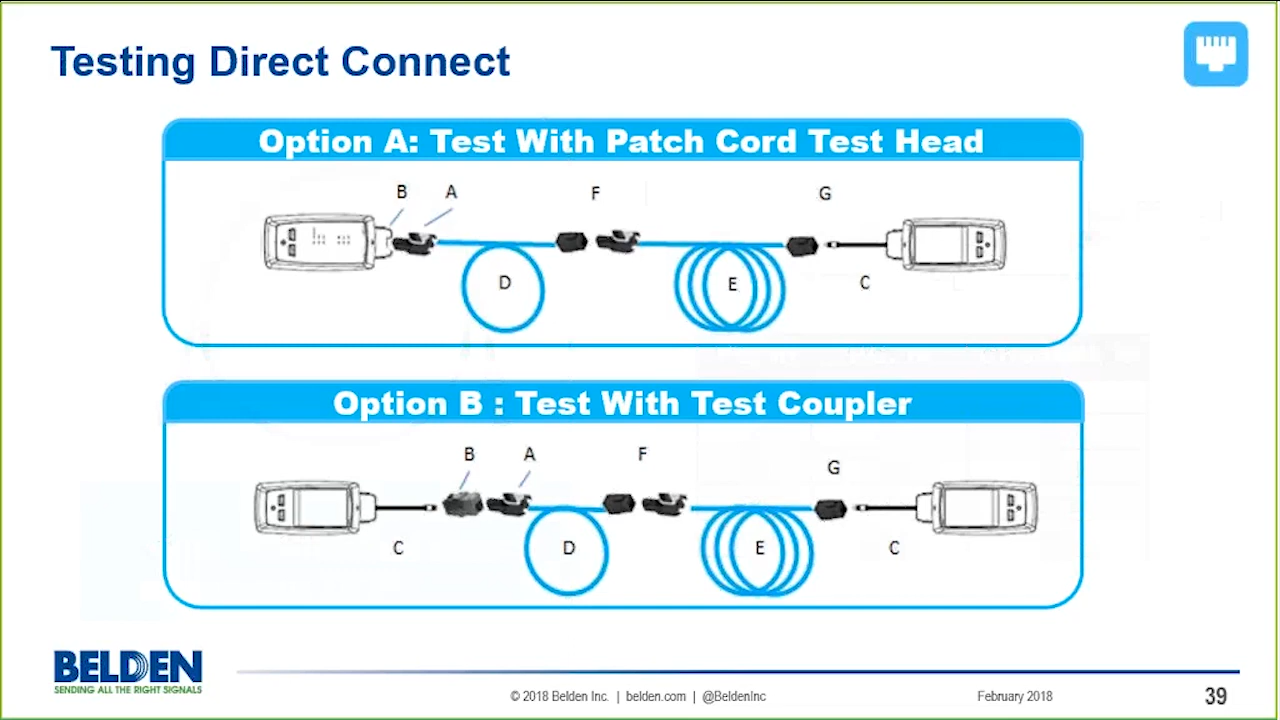 Testing Direct Connect
Option A: Test With Patch Cord Test Head
B A F G
D E C
Option B : Test With Test Coupler
B A F G
C D E C
BELDEN
SENDING ALL THE RIGHT SIGNALS
© 2018 Belden Inc. | belden.com | @BeldenInc
February 2018
39